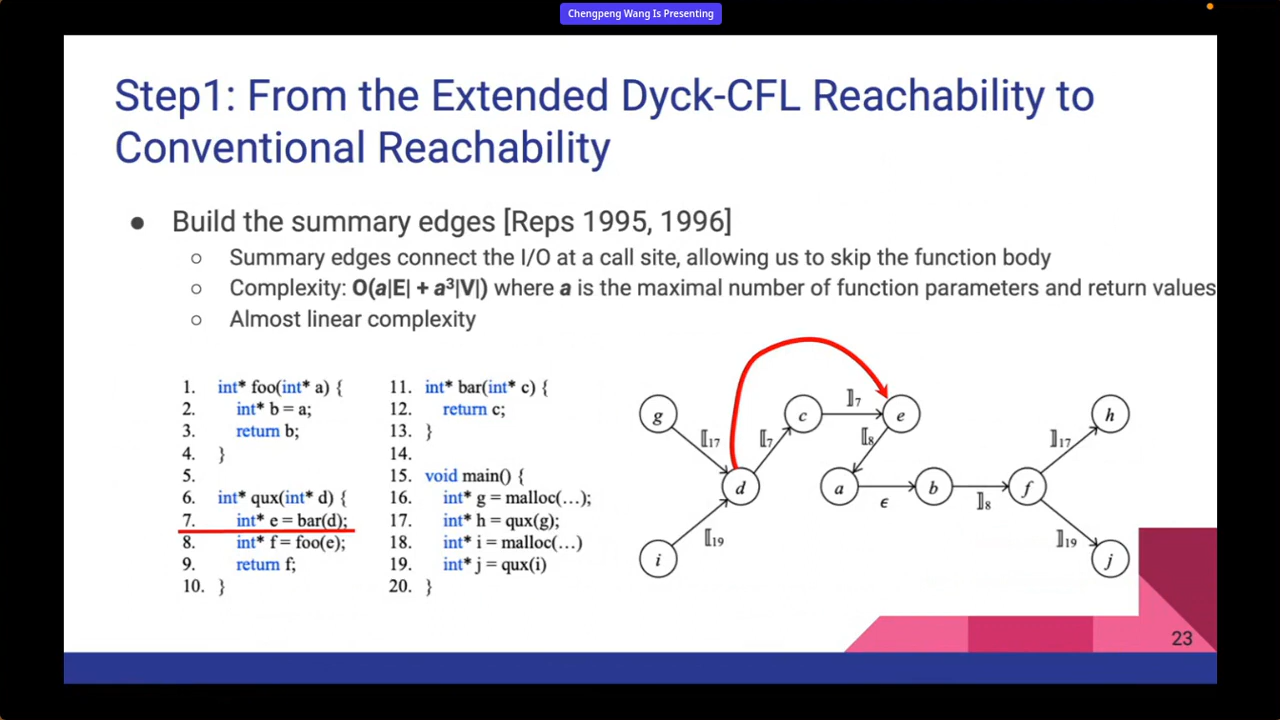 Chengpeng Wang Is Presenting
Step1: From the Extended Dyck-CFL Reachability to
Conventional Reachability
● Build the summary edges [Reps 1995, 1996]
○ Summary edges connect the I/O at a call site, allowing us to skip the function body
○ Complexity: O(a|E| + a³|V|) where a is the maximal number of function parameters and return values
○ Almost linear complexity
1. int* foo(int* a) {
2. int* b = a;
3. return b;
4. }
5.
6. int* qux(int* d) {
7. int* e = bar(d);
8. int* f = foo(e);
9. return f;
10. }
11. int* bar(int* c) {
12. return c;
13. }
14.
15. void main() {
16. int* g = malloc(…);
17. int* h = qux(g);
18. int* i = malloc(…)
19. int* j = qux(i)
20. }
g
⟦17
d
⟦7
c
⟧7
e
⟦8
a
ϵ
b
⟧8
f
⟧17
h
i
⟦19
⟧19
j
23